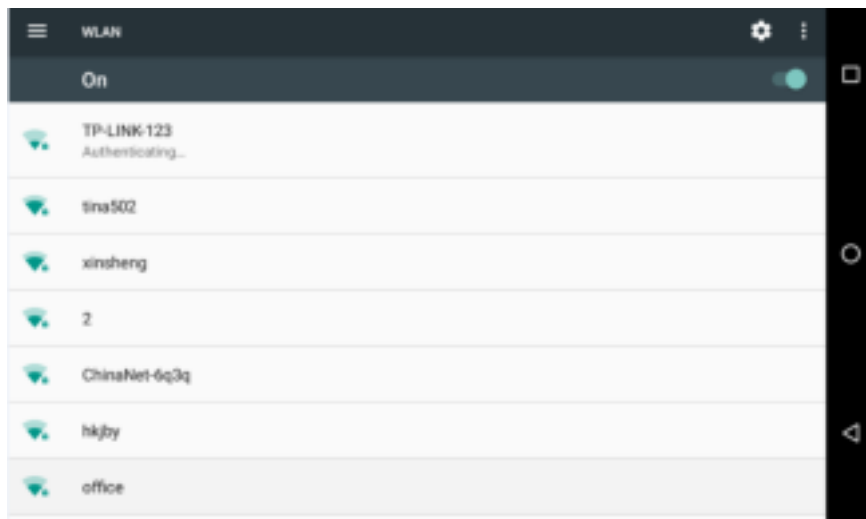 WLAN
On
TP-LINK-123
Authenticating...
tina502
xinsheng
2
ChinaNet-6q3q
hkjby
office